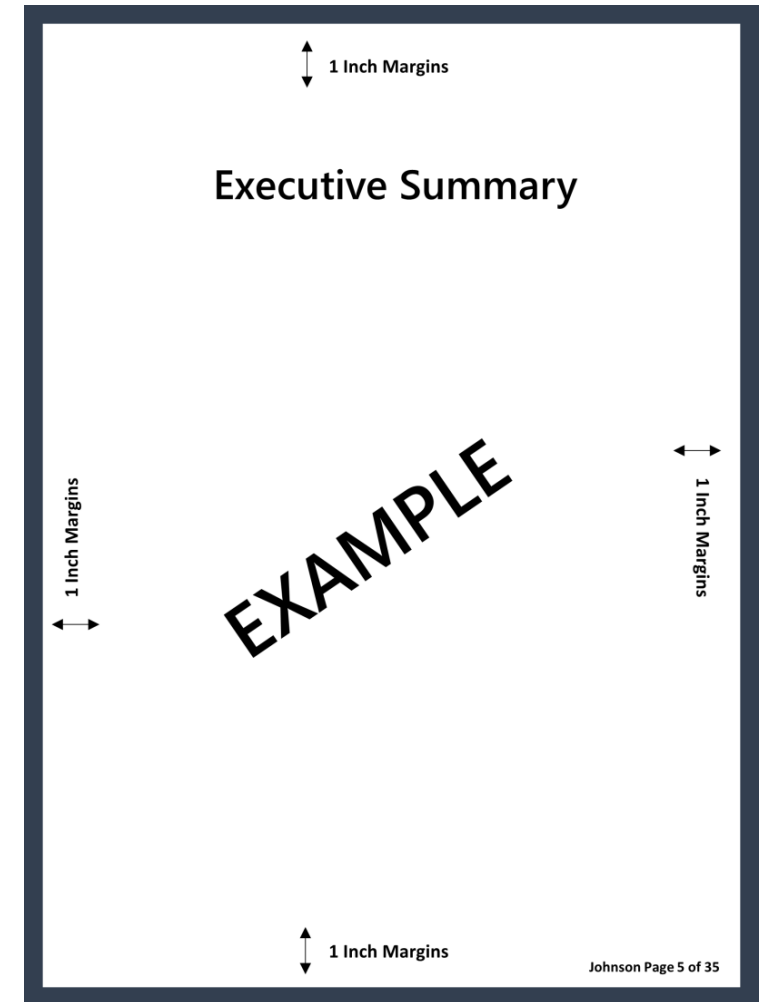 1 Inch Margins
Executive Summary
EXAMPLE
1 Inch Margins
1 Inch Margins
1 Inch Margins
Johnson Page 5 of 35